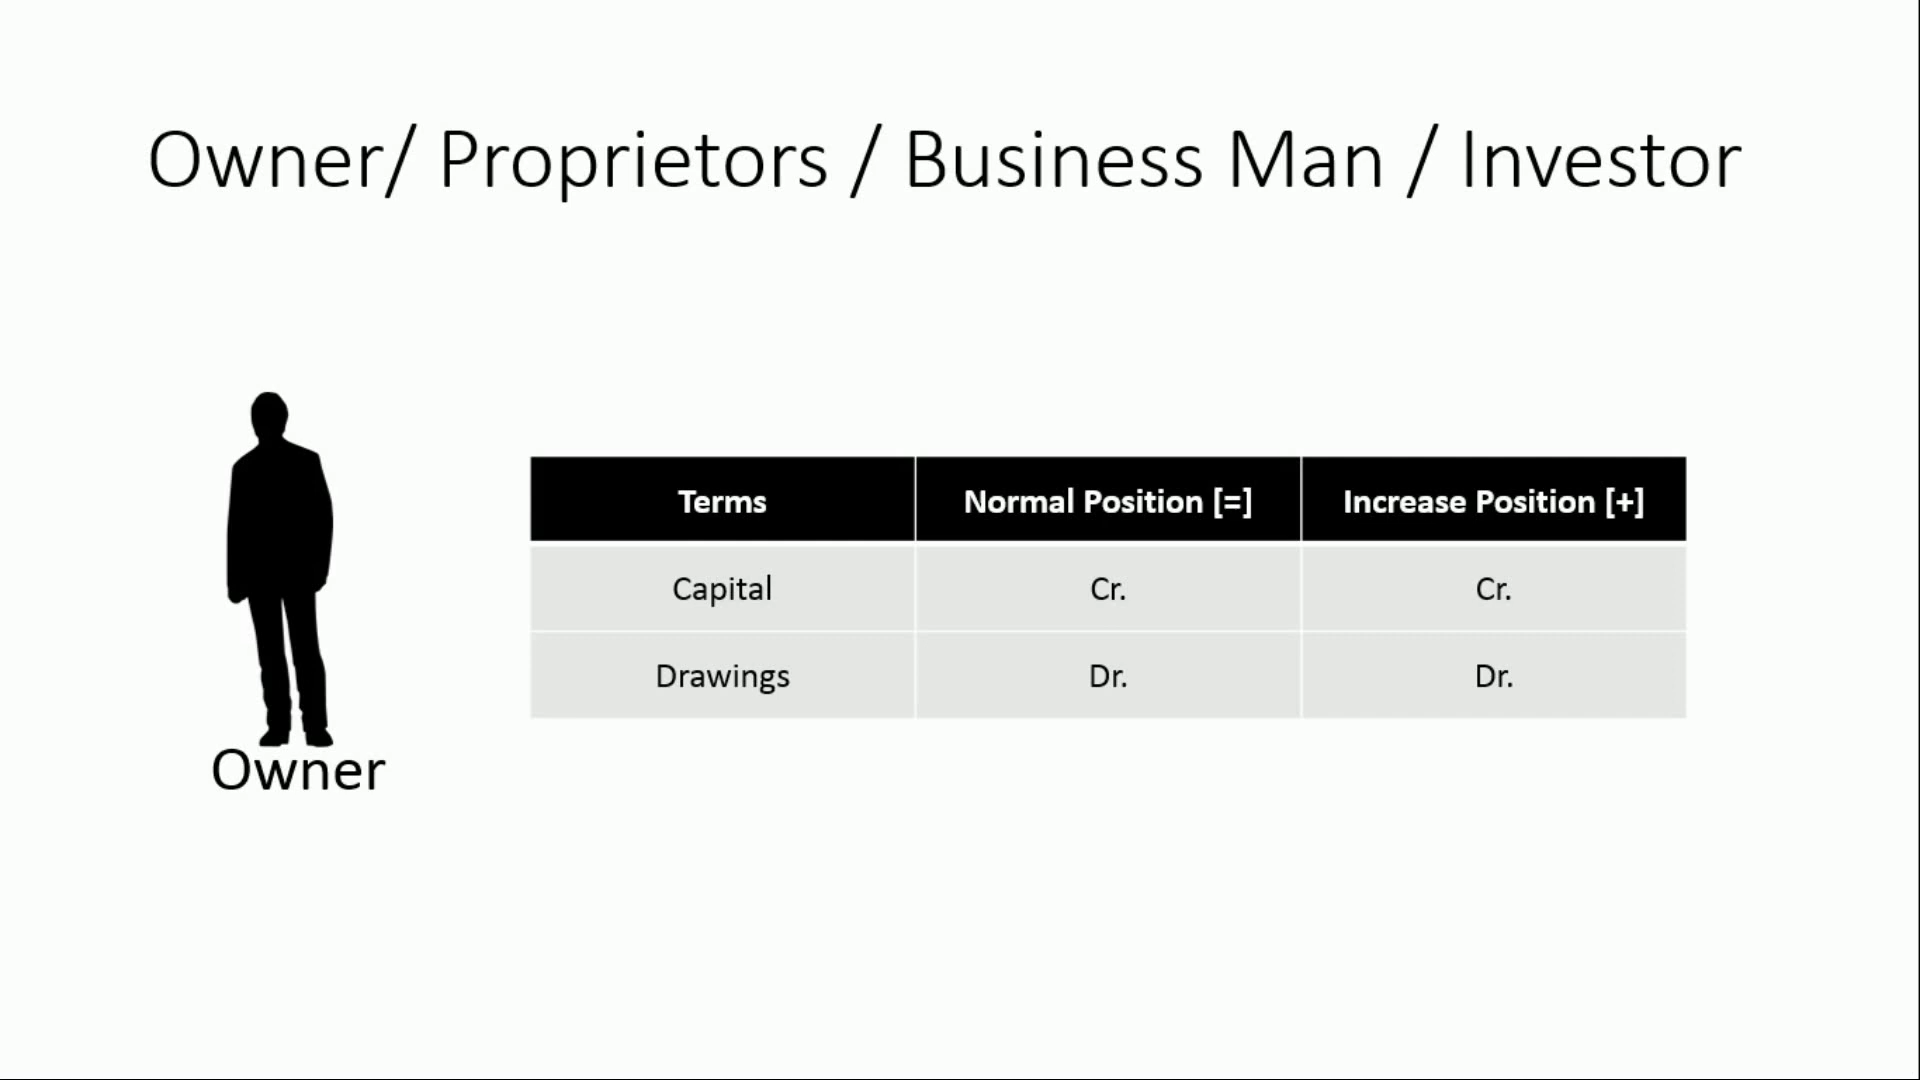 Owner/ Proprietors / Business Man / Investor
Terms Normal Position [=] Increase Position [+]
Capital Cr. Cr.
Drawings Dr. Dr.
Owner